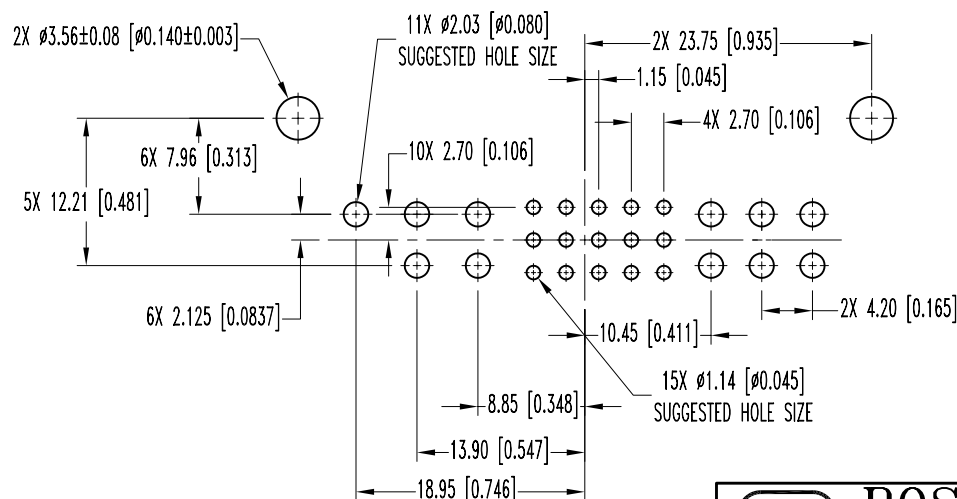 2X ø3.56±0.08 [ø0.140±0.003]
11X ø2.03 [ø0.080]
SUGGESTED HOLE SIZE
2X 23.75 [0.935]
1.15 [0.045]
4X 2.70 [0.106]
10X 2.70 [0.106]
6X 7.96 [0.313]
5X 12.21 [0.481]
6X 2.125 [0.0837]
2X 4.20 [0.165]
10.45 [0.411]
15X ø1.14 [ø0.045]
SUGGESTED HOLE SIZE
8.85 [0.348]
13.90 [0.547]
18.95 [0.746]